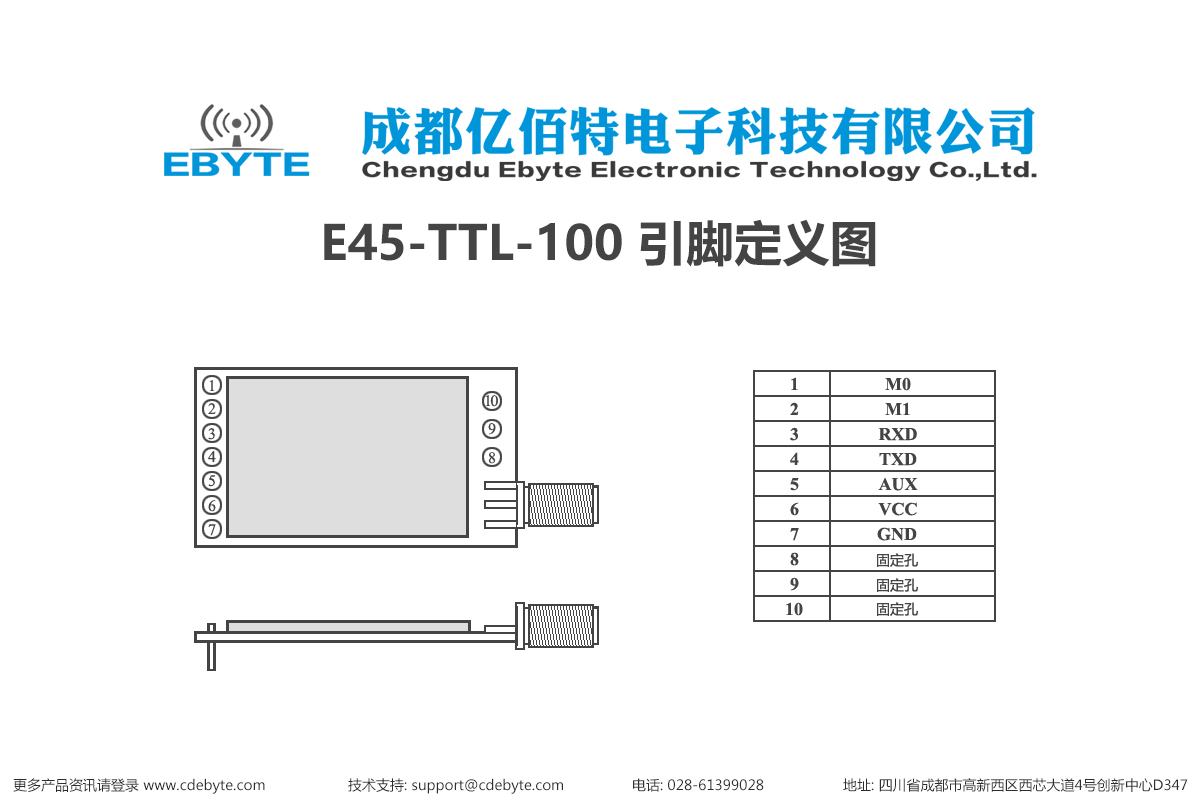 EBYTE
成都亿佰特电子科技有限公司
Chengdu Ebyte Electronic Technology Co.,Ltd.
E45-TTL-100 引脚定义图
1
2
3
4
5
6
7
10
9
8
1 M0
2 M1
3 RXD
4 TXD
5 AUX
6 VCC
7 GND
8 固定孔
9 固定孔
10 固定孔
更多产品资讯请登录 www.cdebyte.com 技术支持: support@cdebyte.com 电话: 028-61399028 地址: 四川省成都市高新西区西芯大道4号创新中心D347